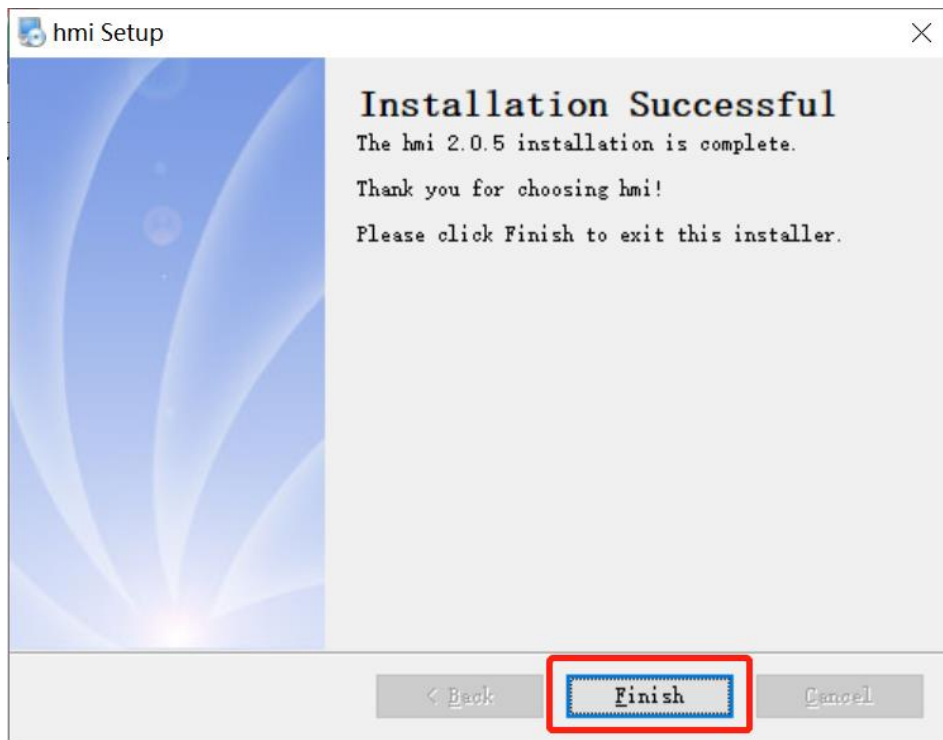 hmi Setup
Installation Successful
The hmi 2.0.5 installation is complete.
Thank you for choosing hmi!
Please click Finish to exit this installer.
< Back
Finish
Cancel